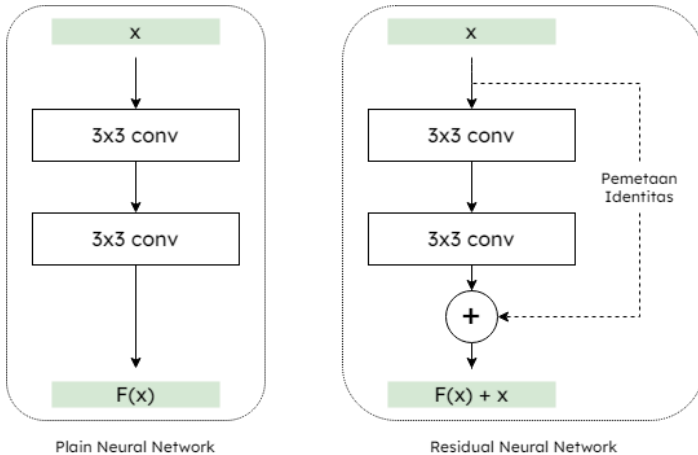 x
3x3 conv
3x3 conv
F(x)
Plain Neural Network
x
3x3 conv
Pemetaan
Identitas
3x3 conv
+
F(x) + x
Residual Neural Network